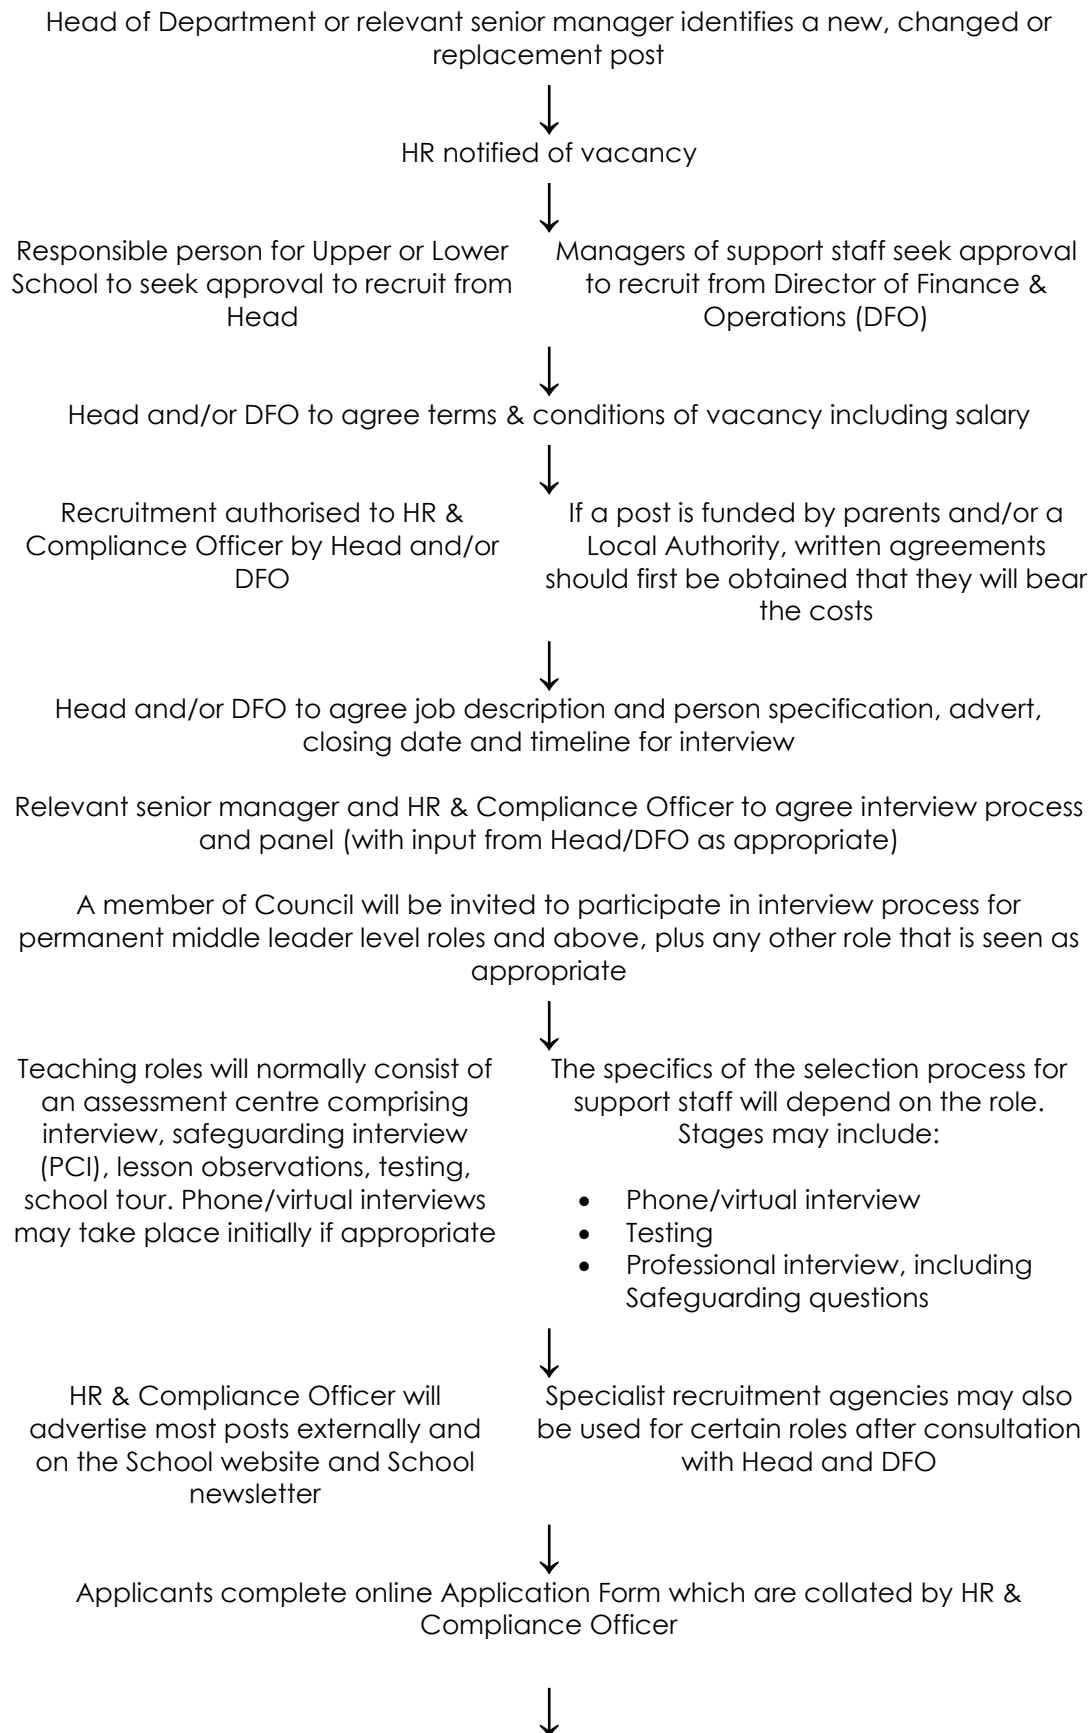 Head of Department or relevant senior manager identifies a new, changed or
replacement post
HR notified of vacancy
Responsible person for Upper or Lower
School to seek approval to recruit from
Head
Managers of support staff seek approval
to recruit from Director of Finance &
Operations (DFO)
Head and/or DFO to agree terms & conditions of vacancy including salary
Recruitment authorised to HR &
Compliance Officer by Head and/or
DFO
If a post is funded by parents and/or a
Local Authority, written agreements
should first be obtained that they will bear
the costs
Head and/or DFO to agree job description and person specification, advert,
closing date and timeline for interview
Relevant senior manager and HR & Compliance Officer to agree interview process
and panel (with input from Head/DFO as appropriate)
A member of Council will be invited to participate in interview process for
permanent middle leader level roles and above, plus any other role that is seen as
appropriate
Teaching roles will normally consist of
an assessment centre comprising
interview, safeguarding interview
(PCI), lesson observations, testing,
school tour. Phone/virtual interviews
may take place initially if appropriate
The specifics of the selection process for
support staff will depend on the role.
Stages may include:
• Phone/virtual interview
• Testing
• Professional interview, including
Safeguarding questions
HR & Compliance Officer will
advertise most posts externally and
on the School website and School
newsletter
Specialist recruitment agencies may also
be used for certain roles after consultation
with Head and DFO
Applicants complete online Application Form which are collated by HR &
Compliance Officer